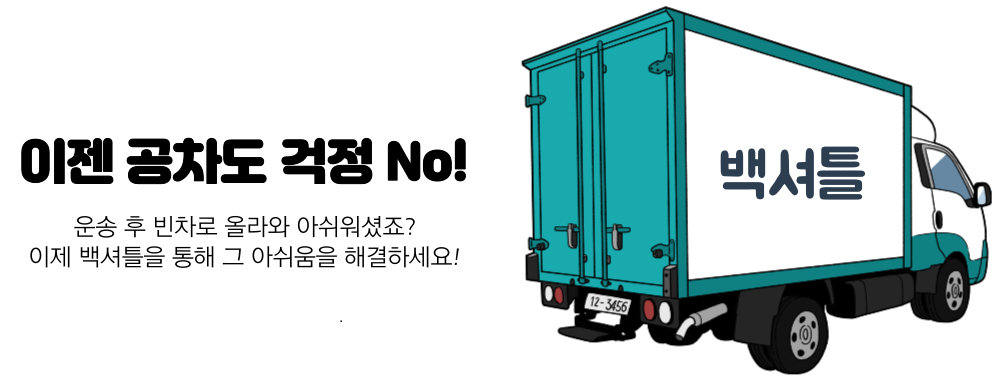 이젠 공차도 걱정 No!
운송 후 빈차로 올라와 아쉬워셨죠?
이제 백셔틀을 통해 그 아쉬움을 해결하세요!
.
백셔틀
12-3456